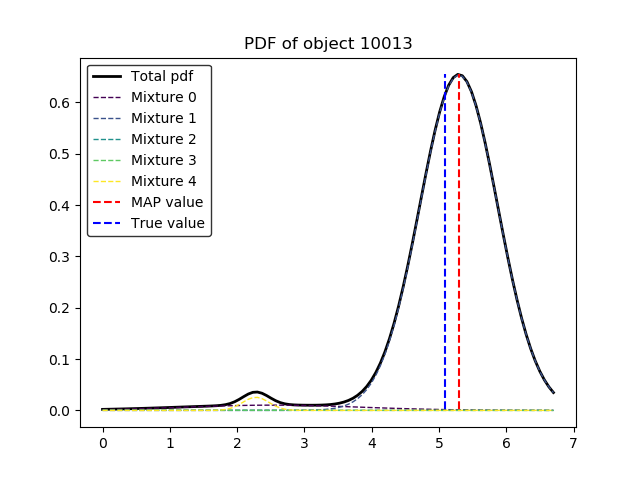 PDF of object 10013
Total pdf
Mixture 0
Mixture 1
Mixture 2
Mixture 3
Mixture 4
MAP value
True value
0.6
0.5
0.4
0.3
0.2
0.1
0.0
0 1 2 3 4 5 6 7